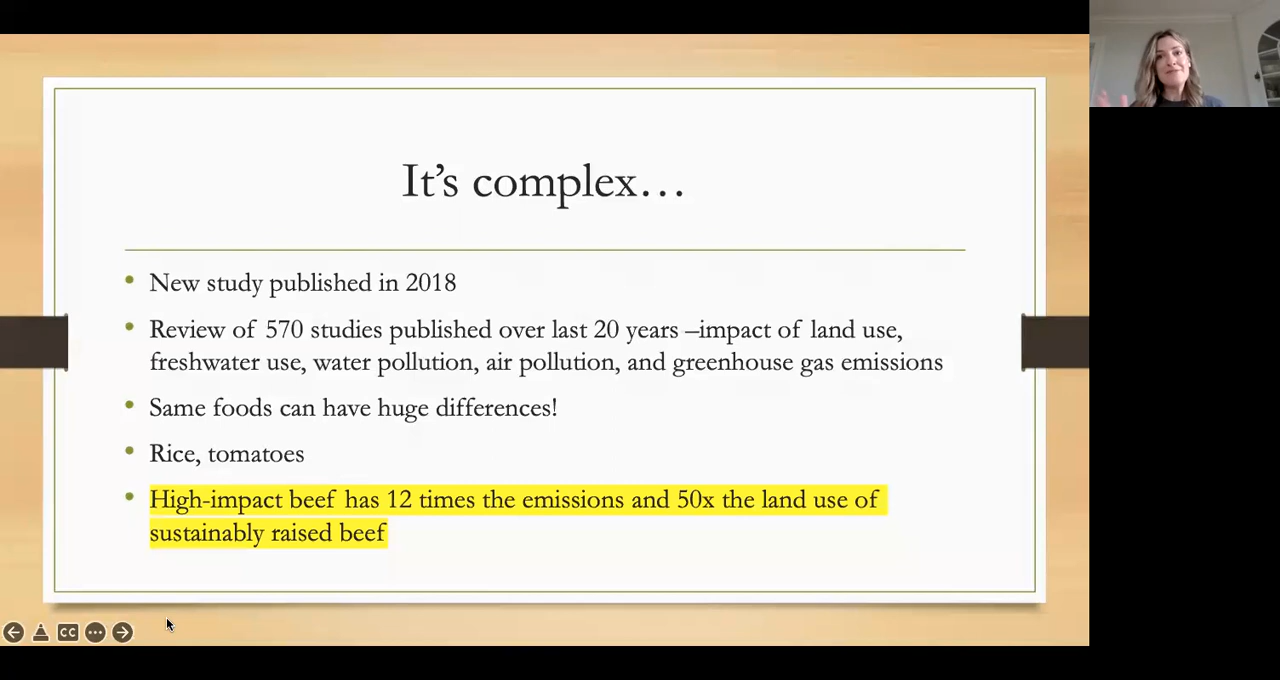 It's complex…
• New study published in 2018
• Review of 570 studies published over last 20 years –impact of land use,
freshwater use, water pollution, air pollution, and greenhouse gas emissions
• Same foods can have huge differences!
• Rice, tomatoes
• High-impact beef has 12 times the emissions and 50x the land use of
sustainably raised beef
CC